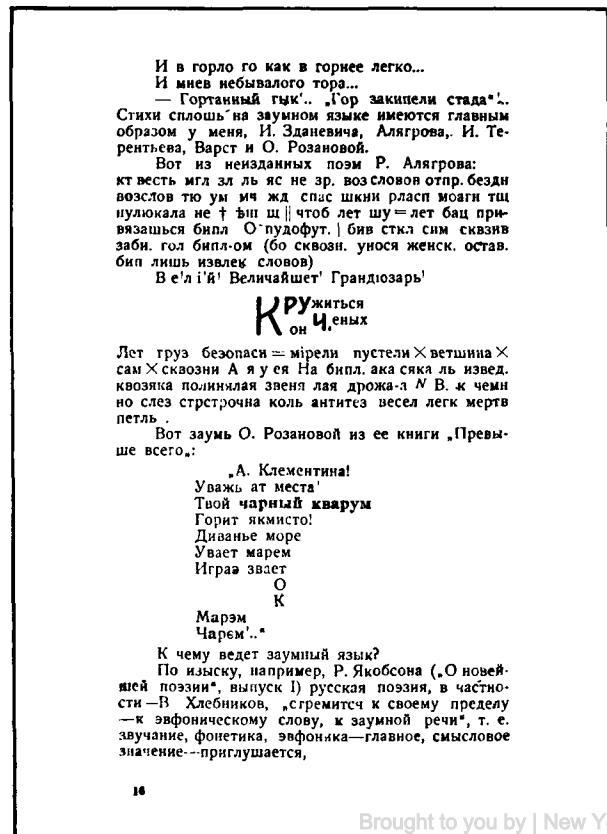 И в горло го как в горнее легко...
И мнев небывалого тора...
— Гортанный гык'.. „Гор закипели стада"'..
Стихи сплошь на заумном языке имеются главным
образом у меня, И. Зданевича, Алягрова, И. Те-
рентьева, Варст и О. Розановой.
Вот из неизданных поэм Р. Алягрова:
кт весть мгл зл ль яс не зр. возсловов отпр. бездн
возслов тю ум мч жд спас шкни рласп моагн тщ
нулюкала не † ѣш щ || чтоб лет шу = лет бац при-
вязашься бипл О'пудофут. | бив сткл сим сквзив
заби. гол бипл-ом (бо сквозн. унося женск. остав.
бип лишь извлек словов)
В е'л і'й' Величайшет' Грандіозарь'
КРУжиться
кон Ч.еных
Лет груз безопасн = мірели пустели × ветшина ×
сам × сквозни А я у ея На бипл. ака сяка ль извед.
квозяка полинялая звеня лая дрожа-л N В. к чемн
но слез стрстрочна коль антитез весел легк мертв
петль .
Вот заумь О. Розановой из ее книги „Превы-
ше всего„:
„А. Клементина!
Уважь ат места'
Твой чарный кварум
Горит якмисто!
Диванье море
Увает марем
Играэ звает
О
К
Марэм
Чарем'.."
К чему ведет заумный язык?
По изыску, например, Р. Якобсона („О новей-
шей поэзии", выпуск I) русская поэзия, в частно-
сти—В Хлебников, „стремится к своему пределу
—к эвфоническому слову, к заумной речи", т. е.
звучание, фонетика, эвфоника—главное, смысловое
значение—приглушается,
16
Brought to you by | New Y